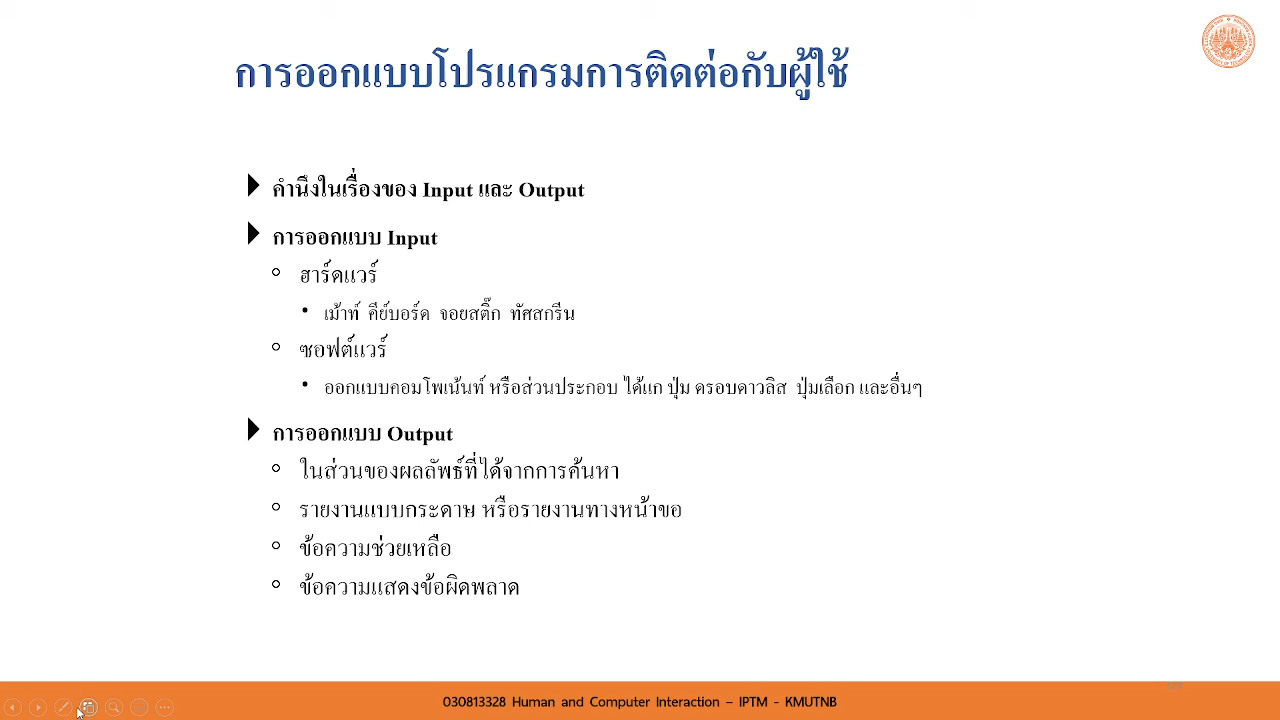 การออกแบบโปรแกรมการติดต่อกับผู้ใช้
คำนึงในเรื่องของ Input และ Output
การออกแบบ Input
ฮาร์ดแวร์
เม้าท์ คีย์บอร์ด จอยสติ๊ก ทัศสกรีน
ซอฟต์แวร์
ออกแบบคอมโพเน้นท์ หรือส่วนประกอบ ได้แก ปุ่ม ครอบดาวลิส ปุ่มเลือก และอื่นๆ
การออกแบบ Output
ในส่วนของผลลัพธ์ที่ได้จากการค้นหา
รายงานแบบกระดาษ หรือรายงานทางหน้าขอ
ข้อความช่วยเหลือ
ข้อความแสดงข้อผิดพลาด
030813328 Human and Computer Interaction – IPTM - KMUTNB